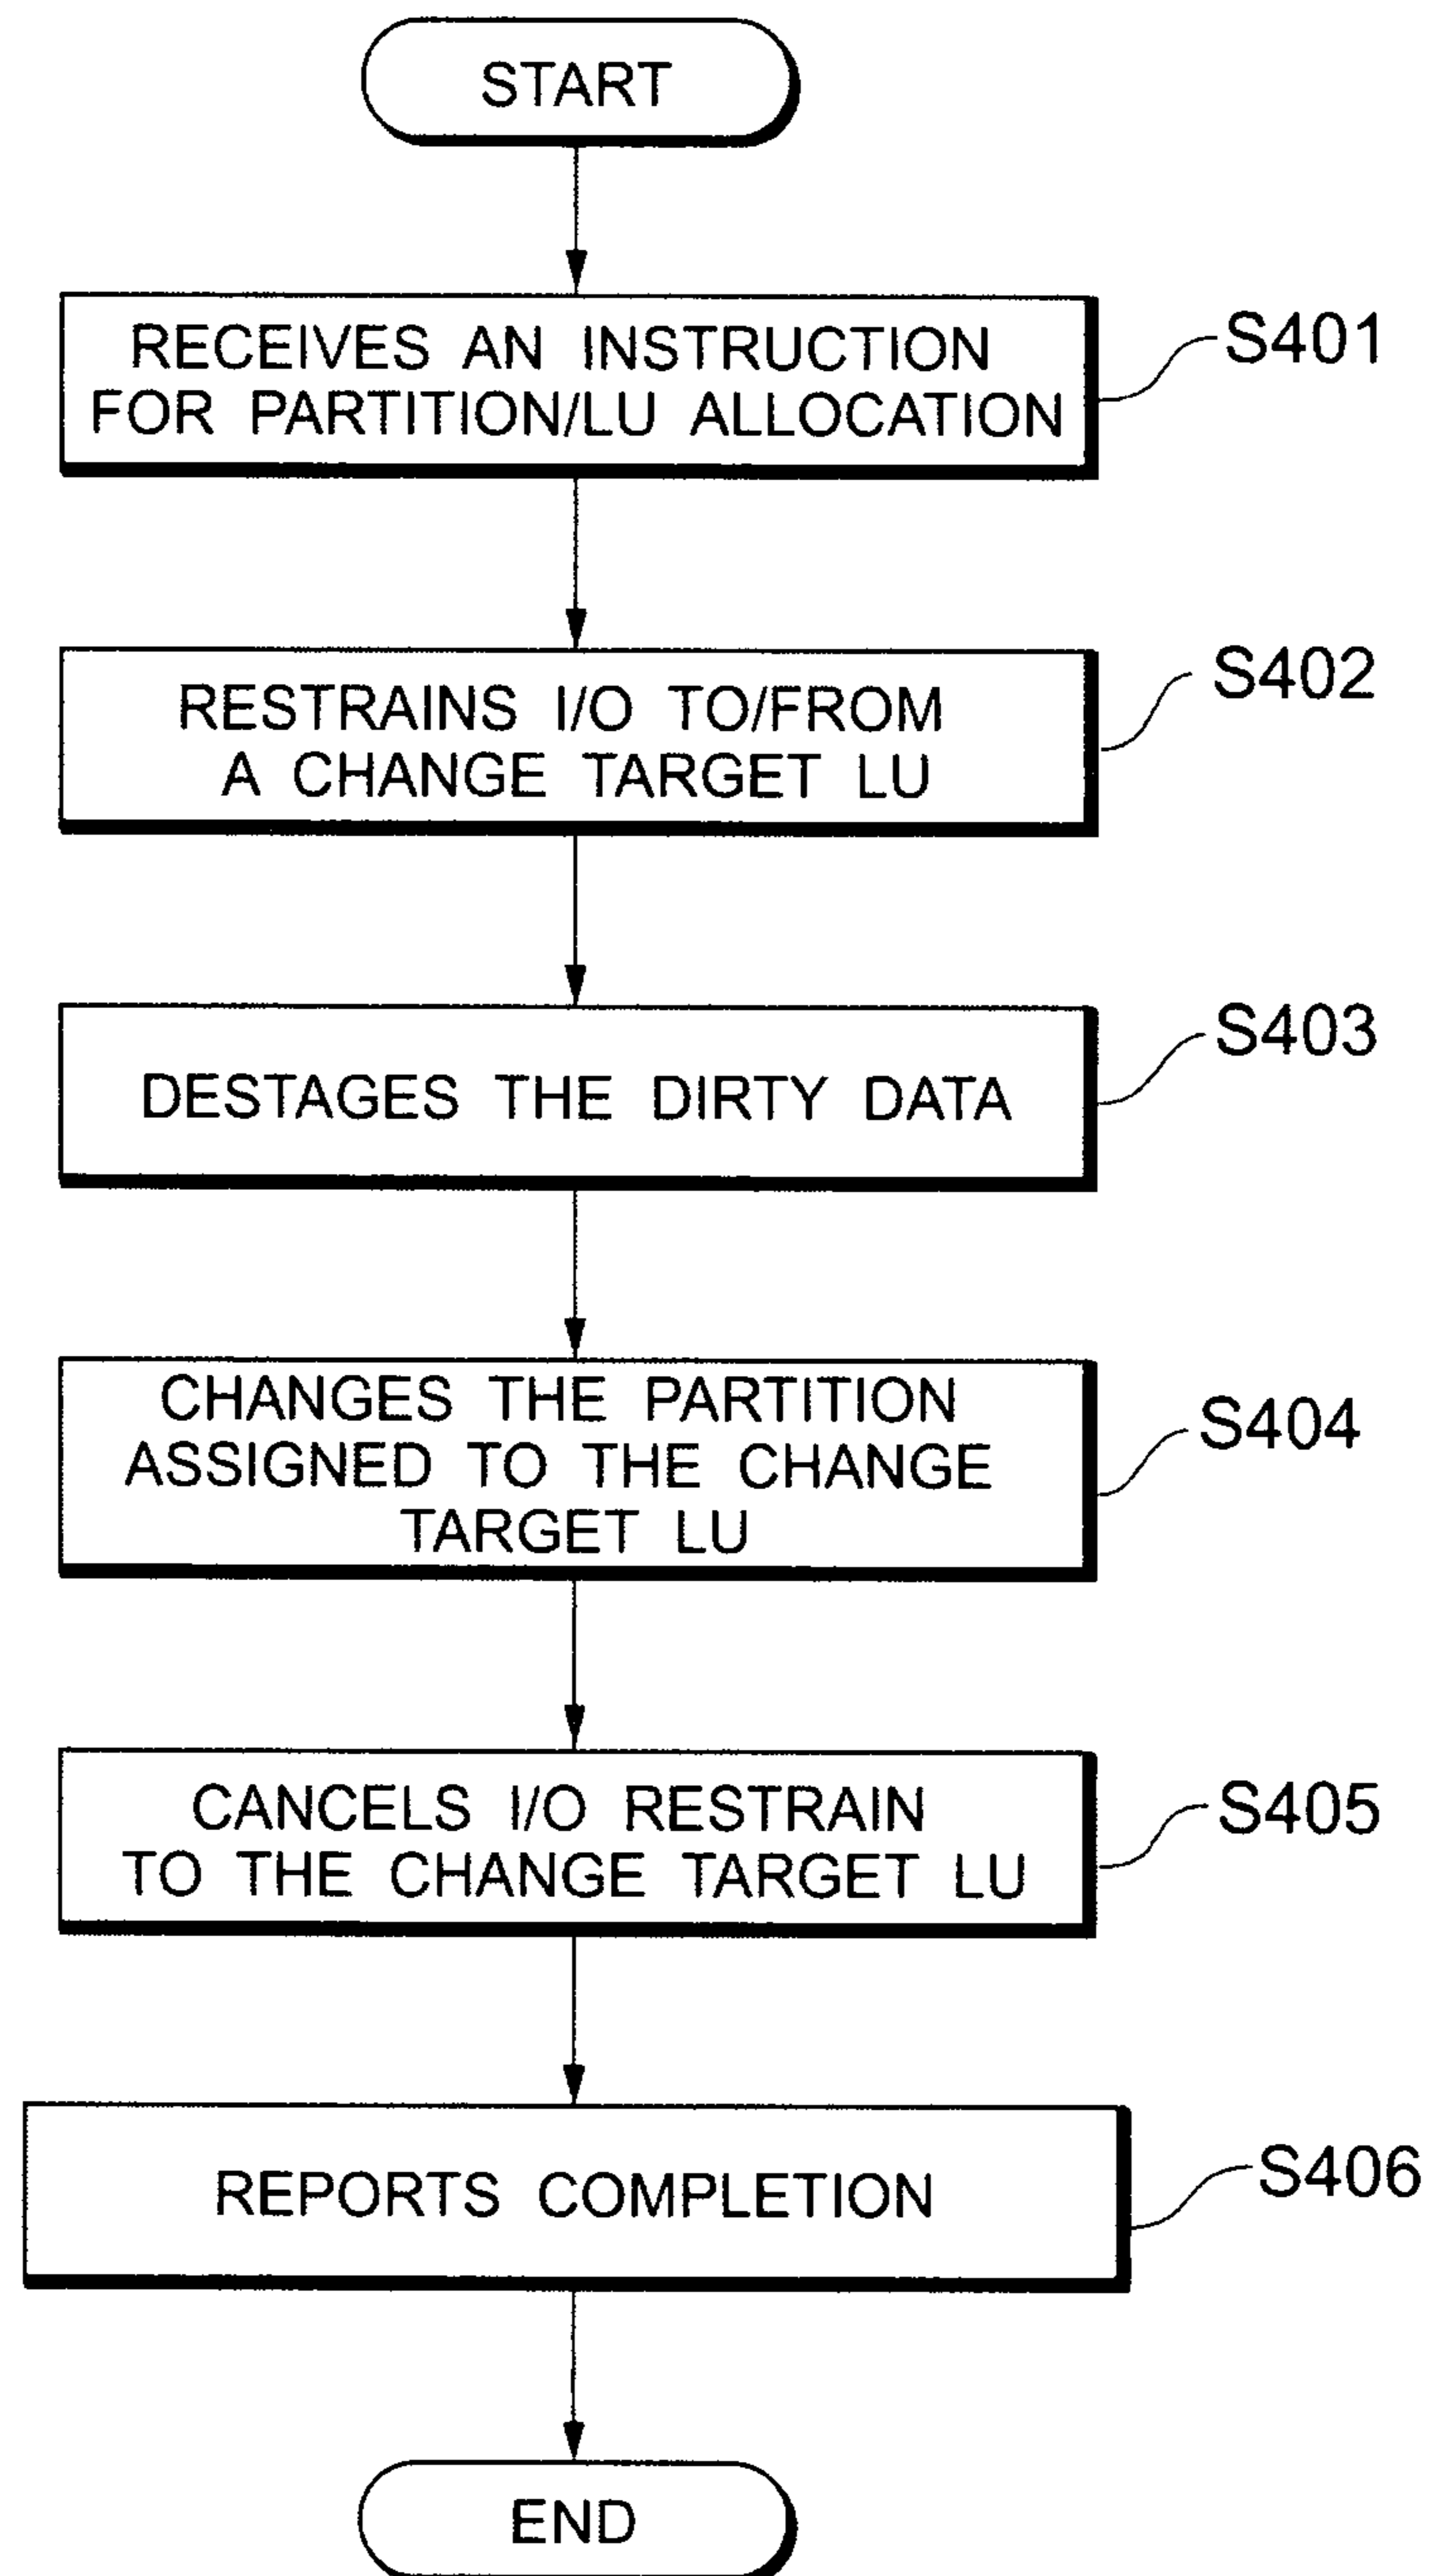 START
RECEIVES AN INSTRUCTION
FOR PARTITION/LU ALLOCATION
S401
RESTRAINS I/O TO/FROM
A CHANGE TARGET LU
S402
DESTAGES THE DIRTY DATA
S403
CHANGES THE PARTITION
ASSIGNED TO THE CHANGE
TARGET LU
S404
CANCELS I/O RESTRAIN
TO THE CHANGE TARGET LU
S405
REPORTS COMPLETION
S406
END